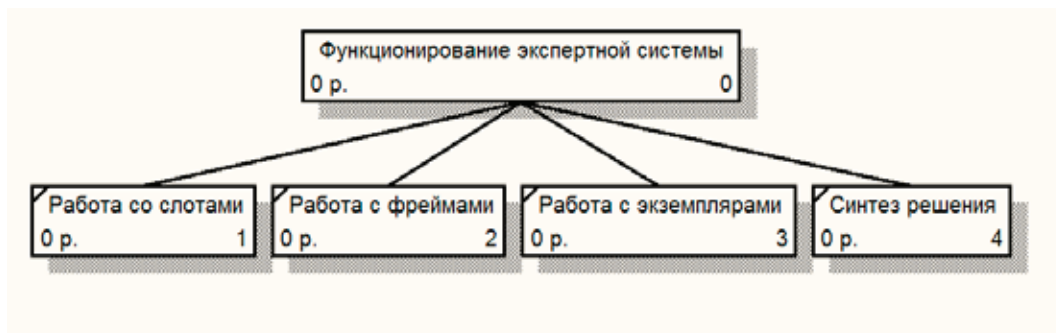 Функционирование экспертной системы
0 р. 0
Работа со слотами
0 р. 1
Работа с фреймами
0 р. 2
Работа с экземплярами
0 р. 3
Синтез решения
0 р. 4